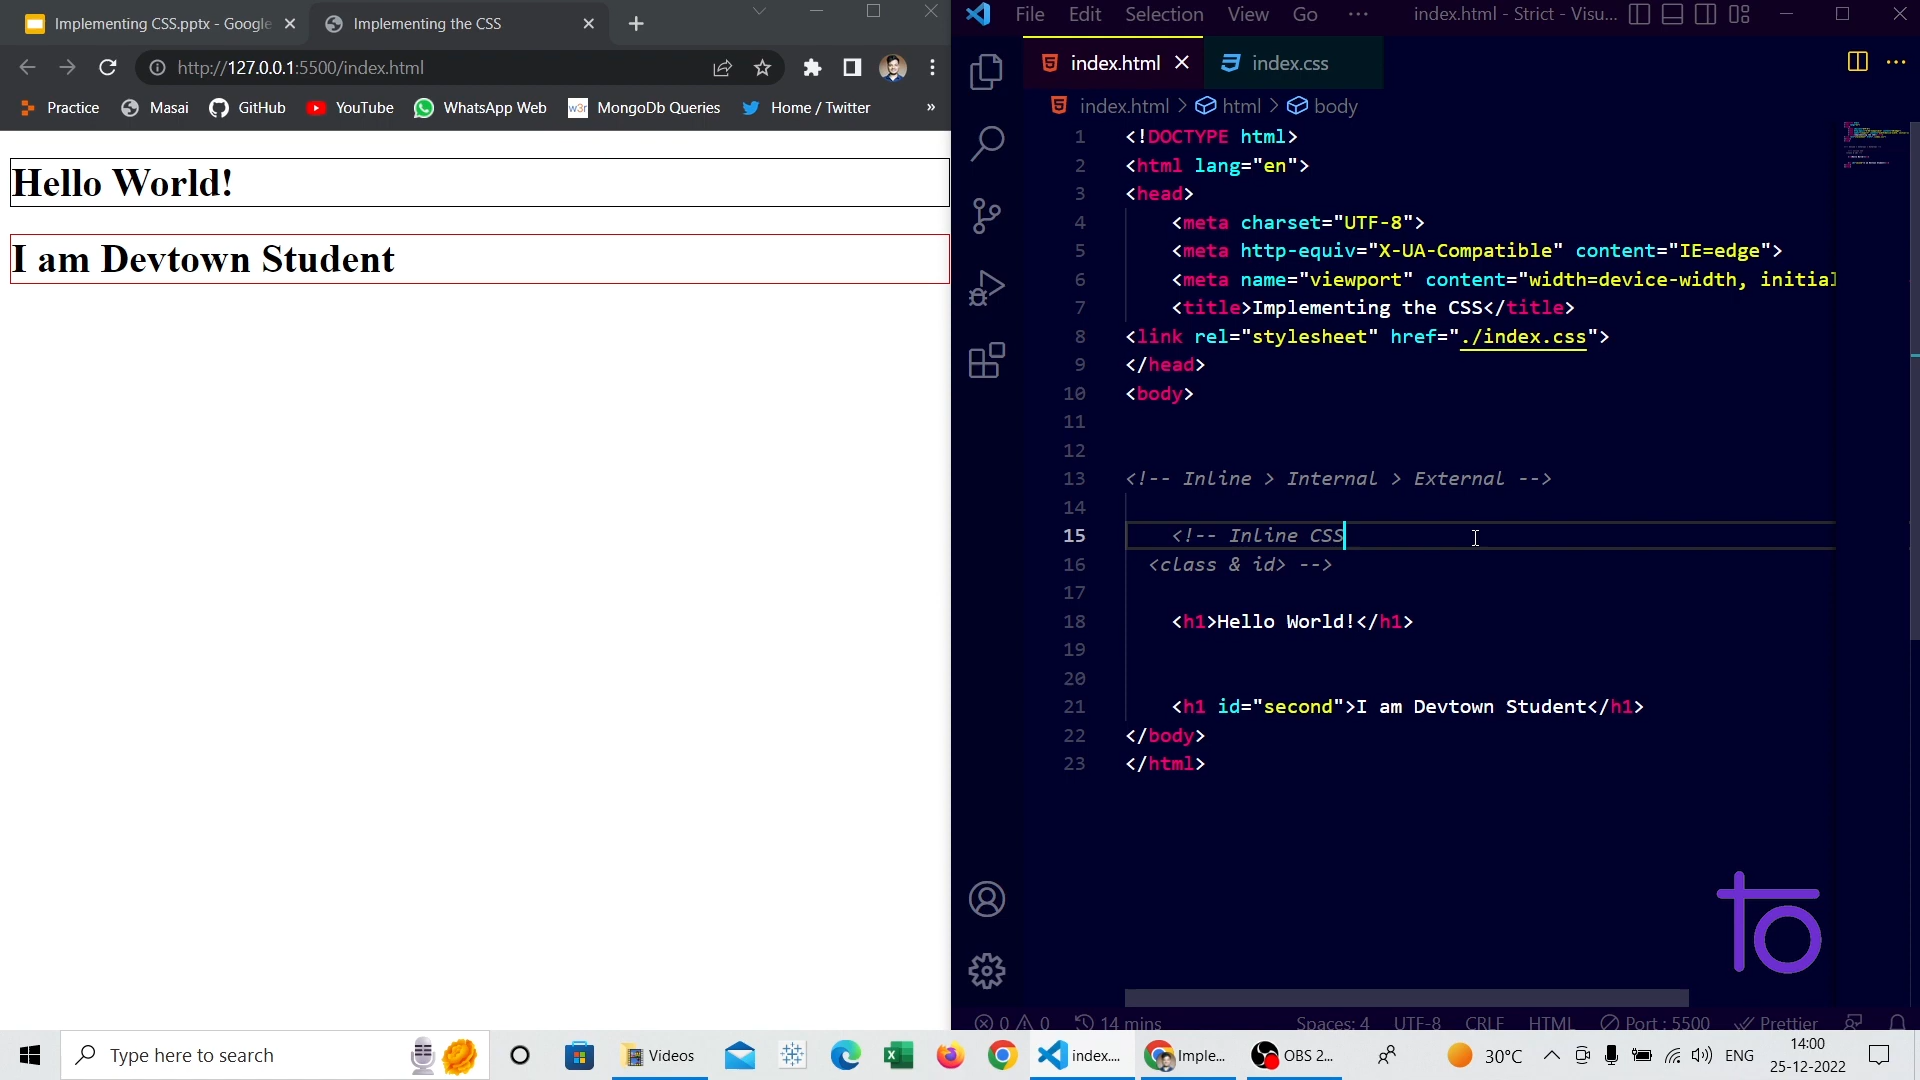 Implementing CSS.pptx - Google
Implementing the CSS
http://127.0.0.1:5500/index.html
Practice
Masai
GitHub
YouTube
WhatsApp Web
w3r
MongoDb Queries
Home / Twitter
»
Hello World!
I am Devtown Student
File Edit Selection View Go ···
index.html - Strict - Visu...
index.html
index.css
index.html > html > body
1 <!DOCTYPE html>
2 <html lang="en">
3 <head>
4 <meta charset="UTF-8">
5 <meta http-equiv="X-UA-Compatible" content="IE=edge">
6 <meta name="viewport" content="width=device-width, initial
7 <title>Implementing the CSS</title>
8 <link rel="stylesheet" href="./index.css">
9 </head>
10 <body>
11
12
13 <!-- Inline > Internal > External -->
14
15 <!-- Inline CSS
16 <class & id> -->
17
18 <h1>Hello World!</h1>
19
20
21 <h1 id="second">I am Devtown Student</h1>
22 </body>
23 </html>
to
0 0 14 mins Spaces: 4 UTF-8 CRLF HTML Port : 5500 Prettier
Type here to search
Videos
index....
Imple...
OBS 2...
30°C
ENG
14:00
25-12-2022